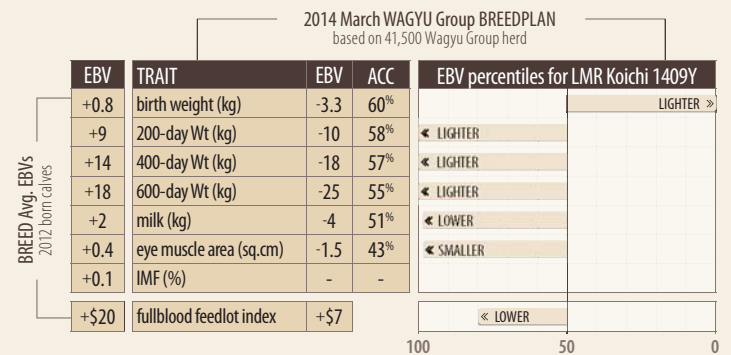 2014 March WAGYU Group BREEDPLAN
based on 41,500 Wagyu Group herd
EBV TRAIT EBV ACC EBV percentiles for LMR Koichi 1409Y
+0.8 birth weight (kg) -3.3 60% LIGHTER »
+9 200-day Wt (kg) -10 58% « LIGHTER
+14 400-day Wt (kg) -18 57% « LIGHTER
+18 600-day Wt (kg) -25 55% « LIGHTER
+2 milk (kg) -4 51% « LOWER
+0.4 eye muscle area (sq.cm) -1.5 43% « SMALLER
+0.1 IMF (%) - -
+$20 fullblood feedlot index +$7 « LOWER
100 50 0
BREED Avg. EBVs
2012 born calves